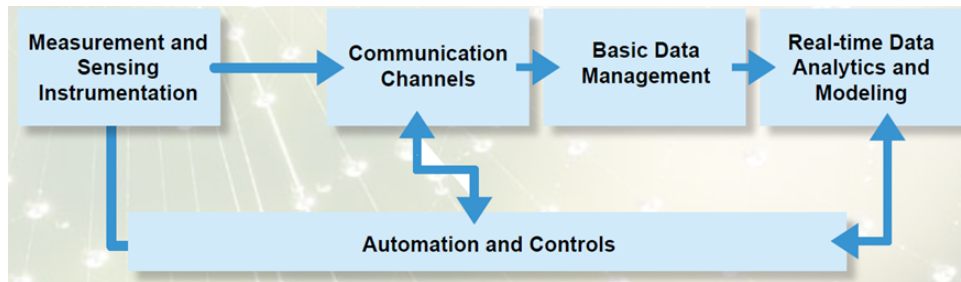 Measurement and
Sensing
Instrumentation
Communication
Channels
Basic Data
Management
Real-time Data
Analytics and
Modeling
Automation and Controls